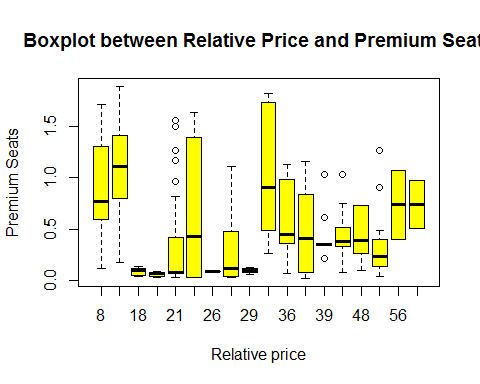 Boxplot between Relative Price and Premium Seat
Premium Seats
0.0 0.5 1.0 1.5
8 18 21 26 29 36 39 48 56
Relative price